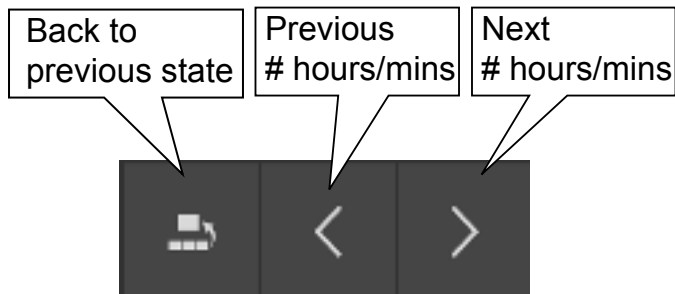 Back to
previous state
Previous
# hours/mins
Next
# hours/mins